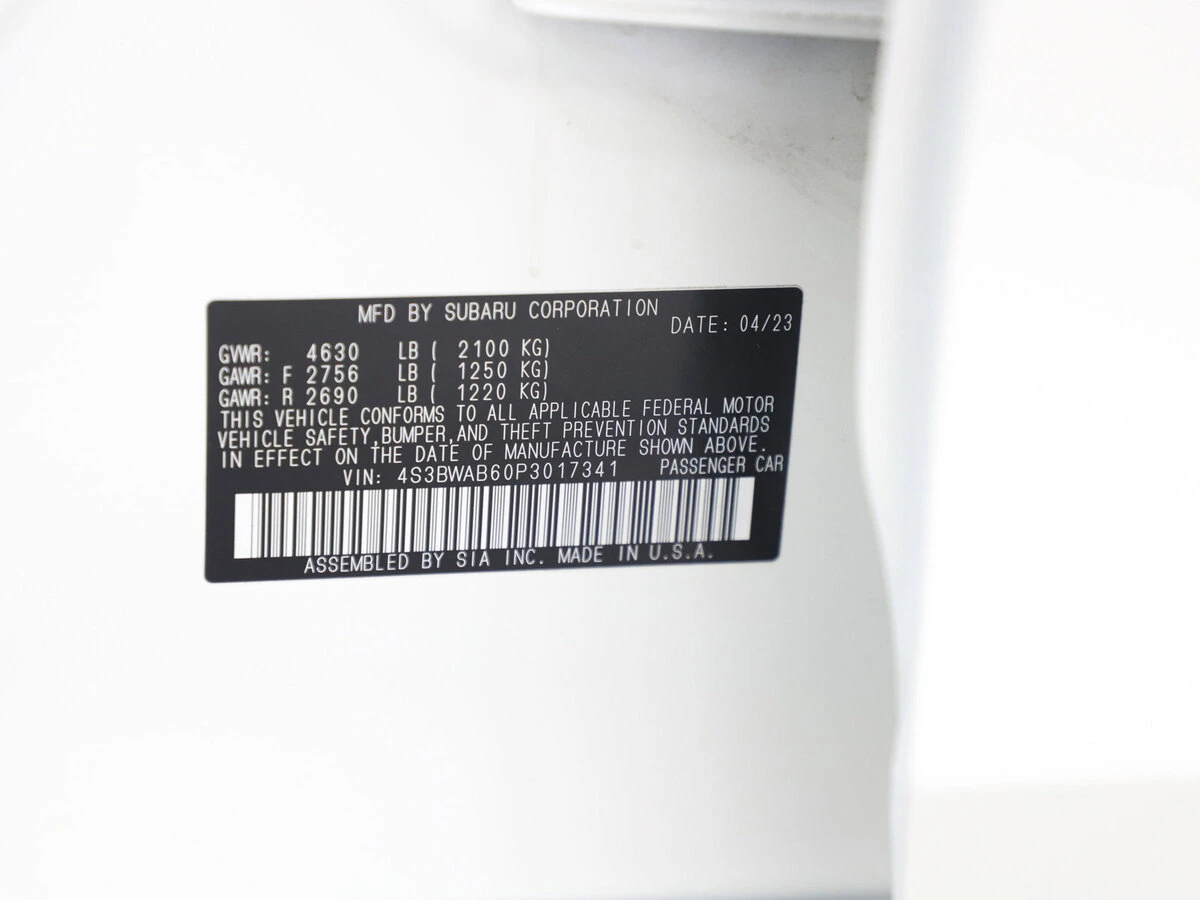 MFD BY SUBARU CORPORATION
DATE: 04/23
GVWR: 4630 LB ( 2100 KG)
GAWR: F 2756 LB ( 1250 KG)
GAWR: R 2690 LB ( 1220 KG)
THIS VEHICLE CONFORMS TO ALL APPLICABLE FEDERAL MOTOR
VEHICLE SAFETY,BUMPER,AND THEFT PREVENTION STANDARDS
IN EFFECT ON THE DATE OF MANUFACTURE SHOWN ABOVE.
VIN: 4S3BWAB60P3017341 PASSENGER CAR
ASSEMBLED BY SIA INC. MADE IN U.S.A.